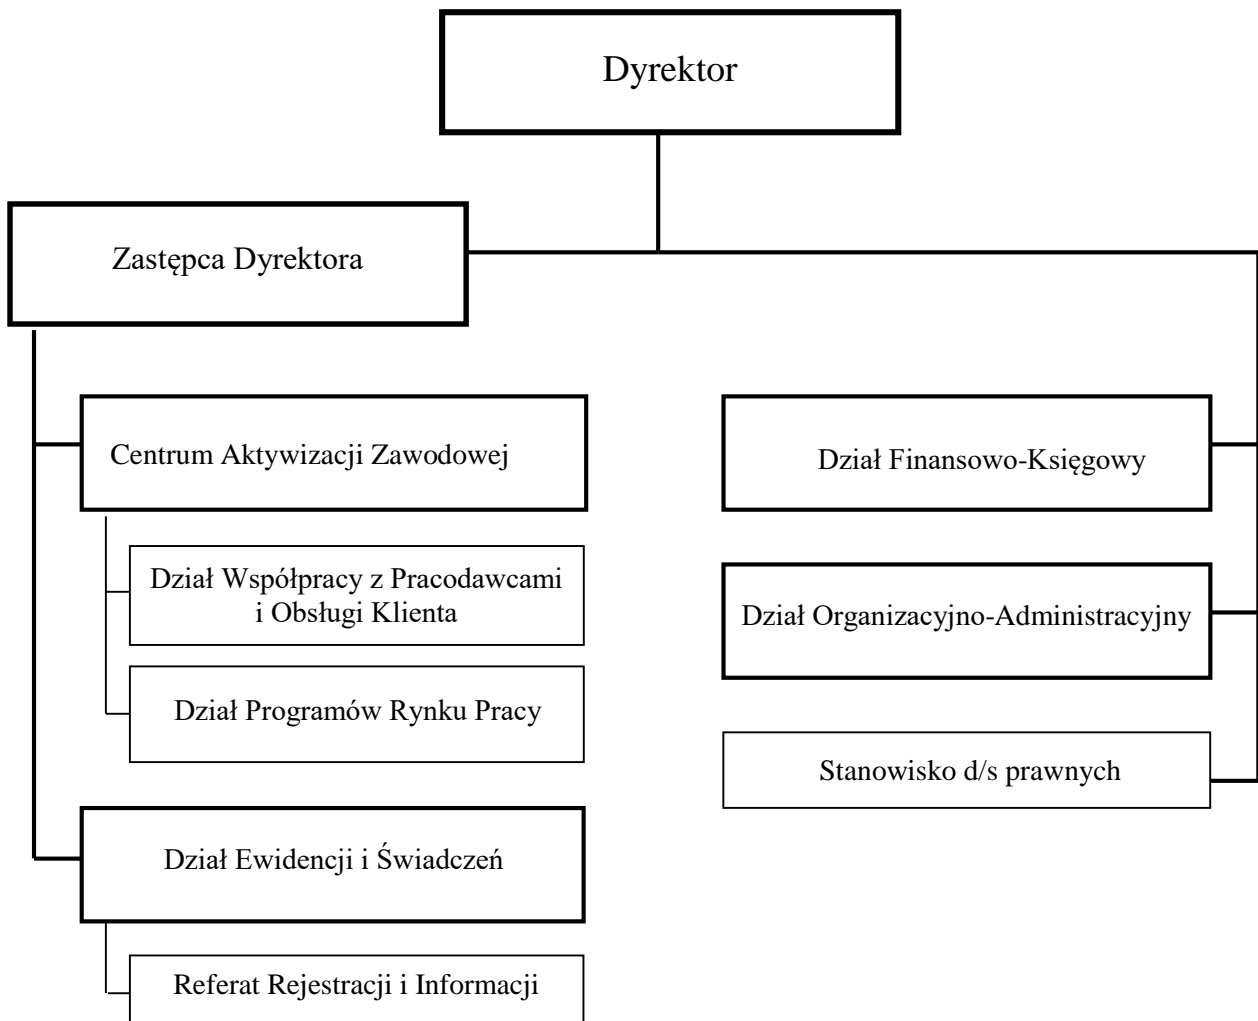 Dyrektor
Zastępca Dyrektora
Centrum Aktywizacji Zawodowej
Dział Współpracy z Pracodawcami
i Obsługi Klienta
Dział Programów Rynku Pracy
Dział Ewidencji i Świadczeń
Referat Rejestracji i Informacji
Dział Finansowo-Księgowy
Dział Organizacyjno-Administracyjny
Stanowisko d/s prawnych